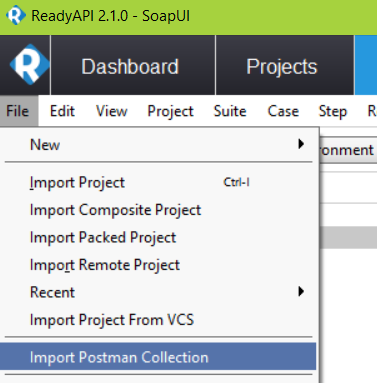 ReadyAPI 2.1.0 - SoapUI
Dashboard Projects
File Edit View Project Suite Case Step R
New
ronment
Import Project Ctrl-I
Import Composite Project
Import Packed Project
Import Remote Project
Recent
Import Project From VCS
Import Postman Collection